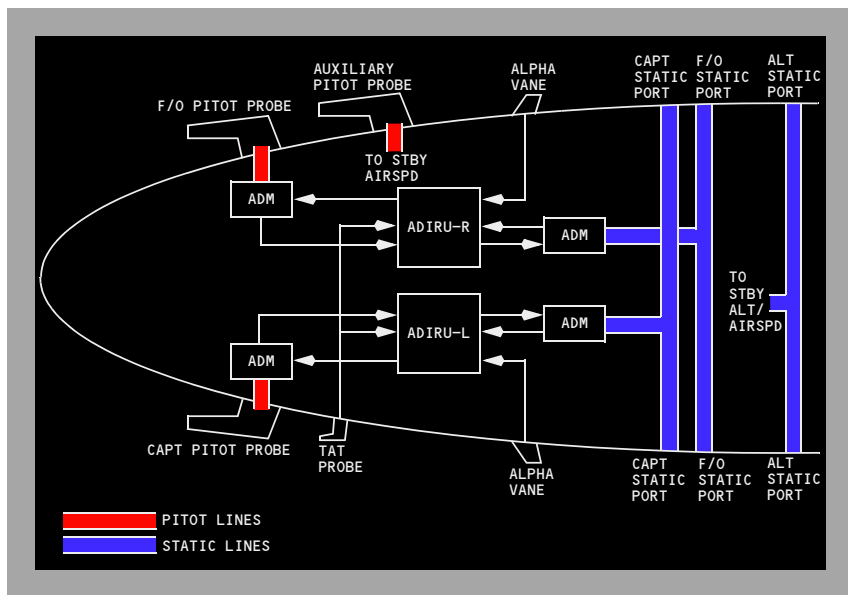 CAPT
STATIC
PORT
F/O
STATIC
PORT
ALT
STATIC
PORT
AUXILIARY
PITOT PROBE
ALPHA
VANE
F/O PITOT PROBE
TO STBY
AIRSPD
ADM
ADIRU-R
ADM
TO
STBY
ALT/
AIRSPD
ADM
ADIRU-L
ADM
CAPT PITOT PROBE
TAT
PROBE
ALPHA
VANE
CAPT
STATIC
PORT
F/O
STATIC
PORT
ALT
STATIC
PORT
PITOT LINES
STATIC LINES